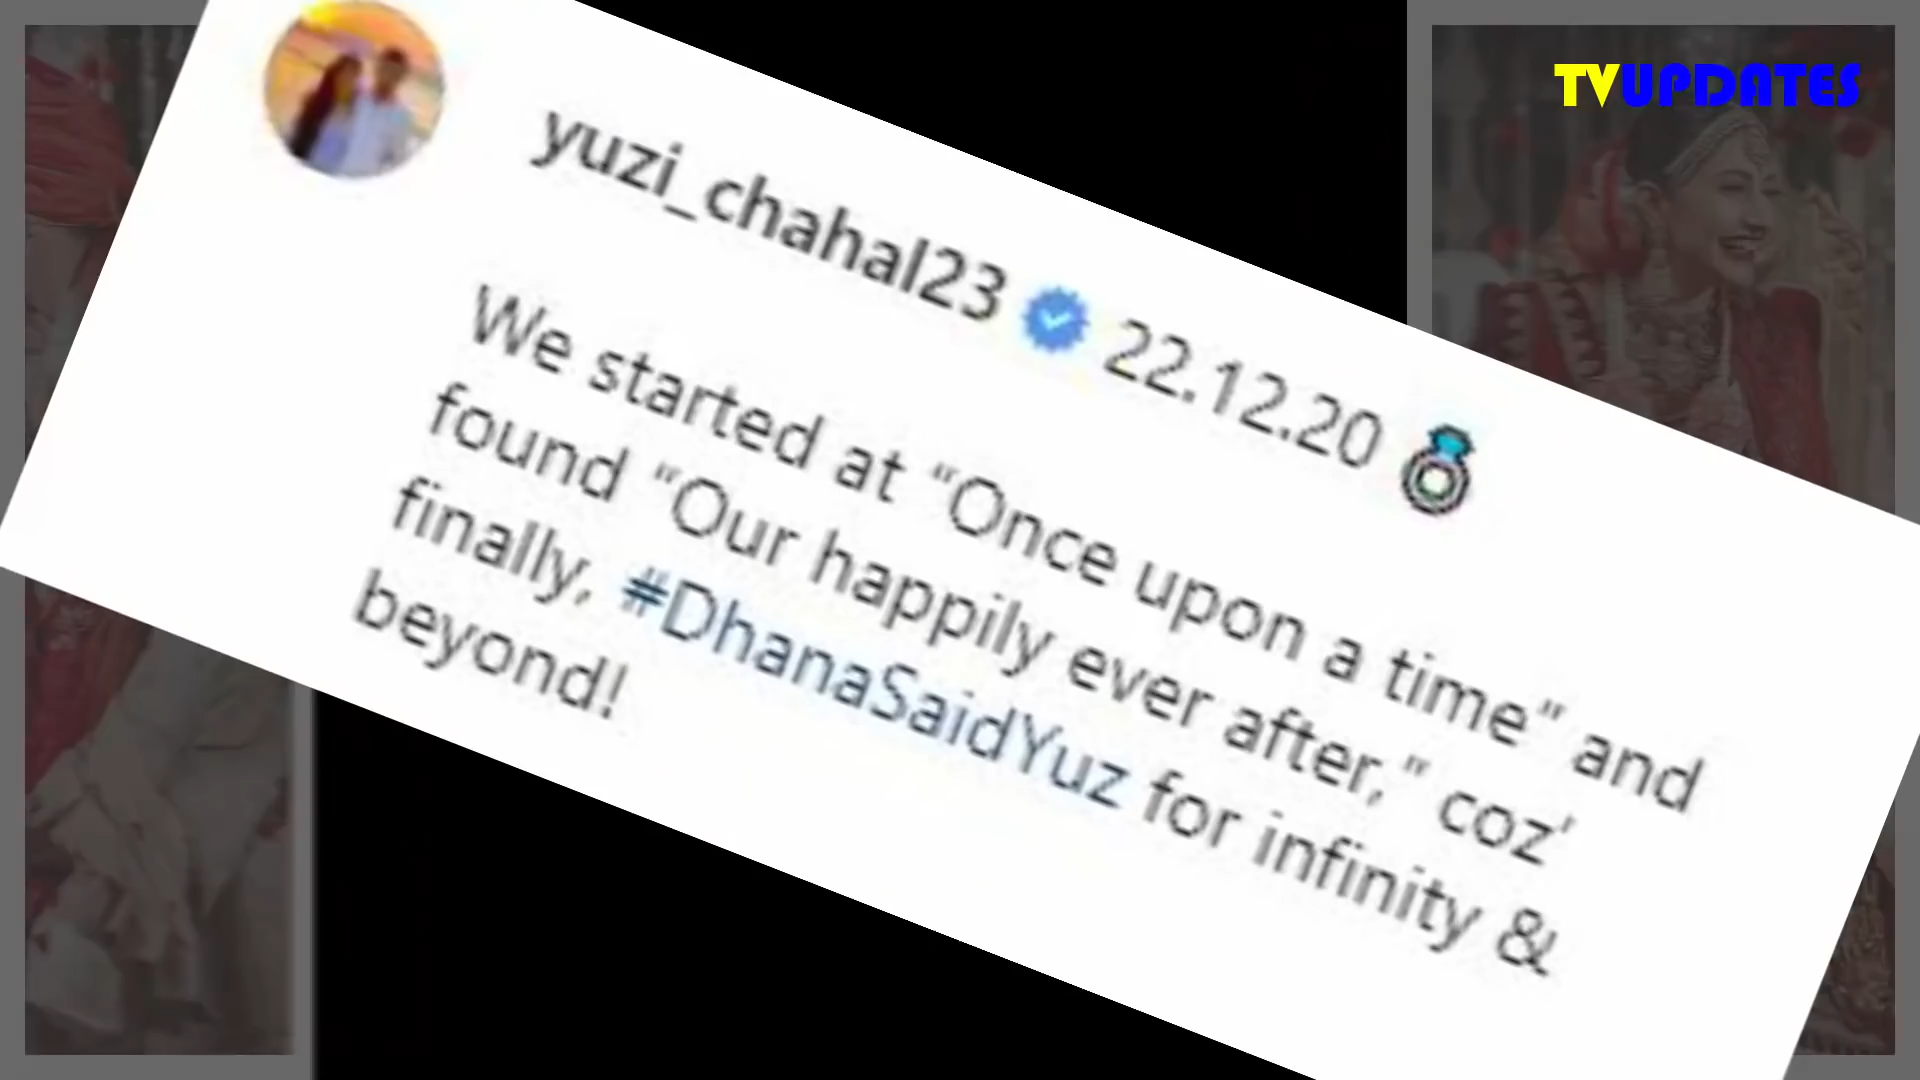 TVUPDATES
yuzi_chahal23 22.12.20
We started at “Once upon a time” and
found “Our happily ever after,” coz'
finally, #DhanaSaidYuz for infinity &
beyond!